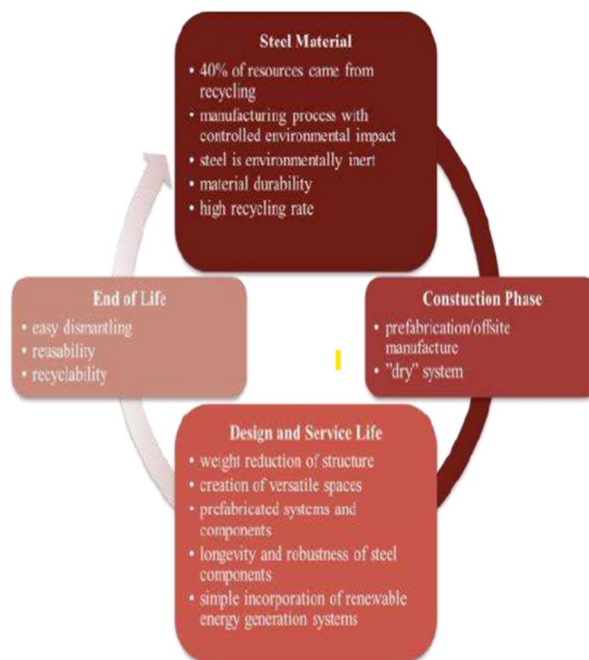 Steel Material
• 40% of resources came from
recycling
• manufacturing process with
controlled environmental impact
• steel is environmentally inert
• material durability
• high recycling rate
End of Life
• easy dismantling
• reusability
• recyclability
Constuction Phase
• prefabrication/offsite
manufacture
• "dry" system
Design and Service Life
• weight reduction of structure
• creation of versatile spaces
• prefabricated systems and
components
• longevity and robustness of steel
components
• simple incorporation of renewable
energy generation systems